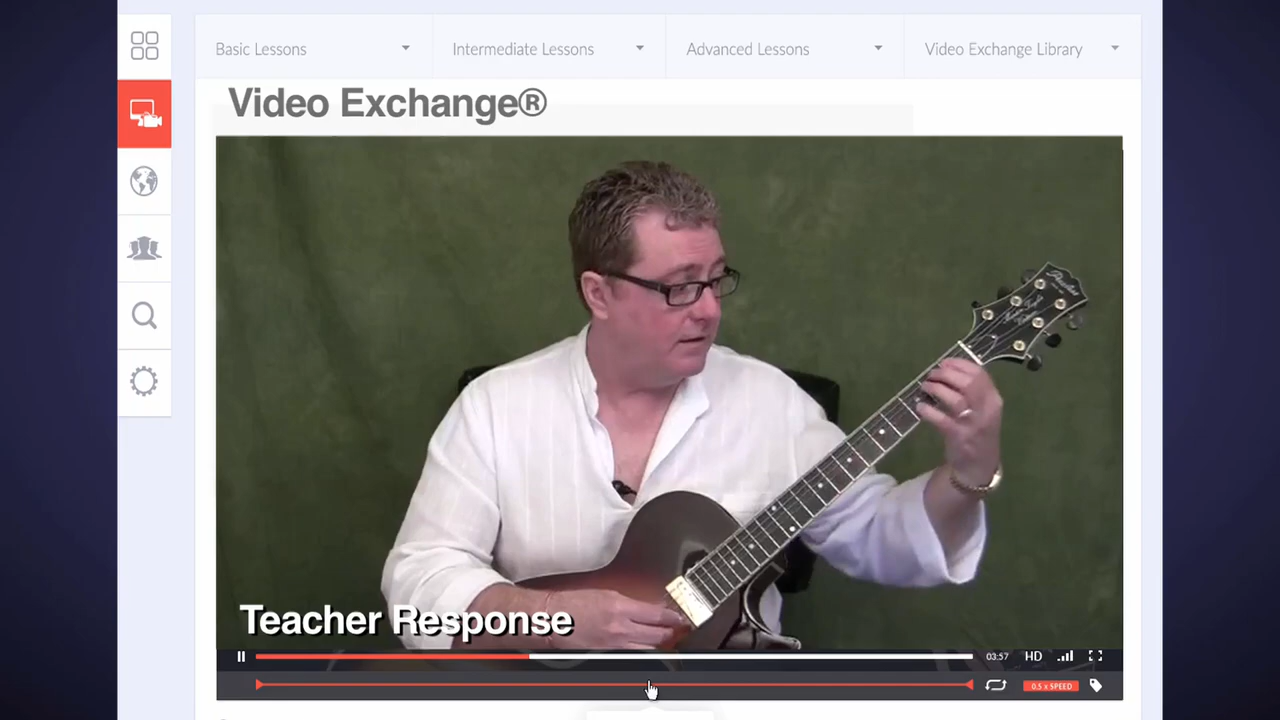 Basic Lessons
Intermediate Lessons
Advanced Lessons
Video Exchange Library
Video Exchange®
Teacher Response
03:57
HD
0.5 x SPEED